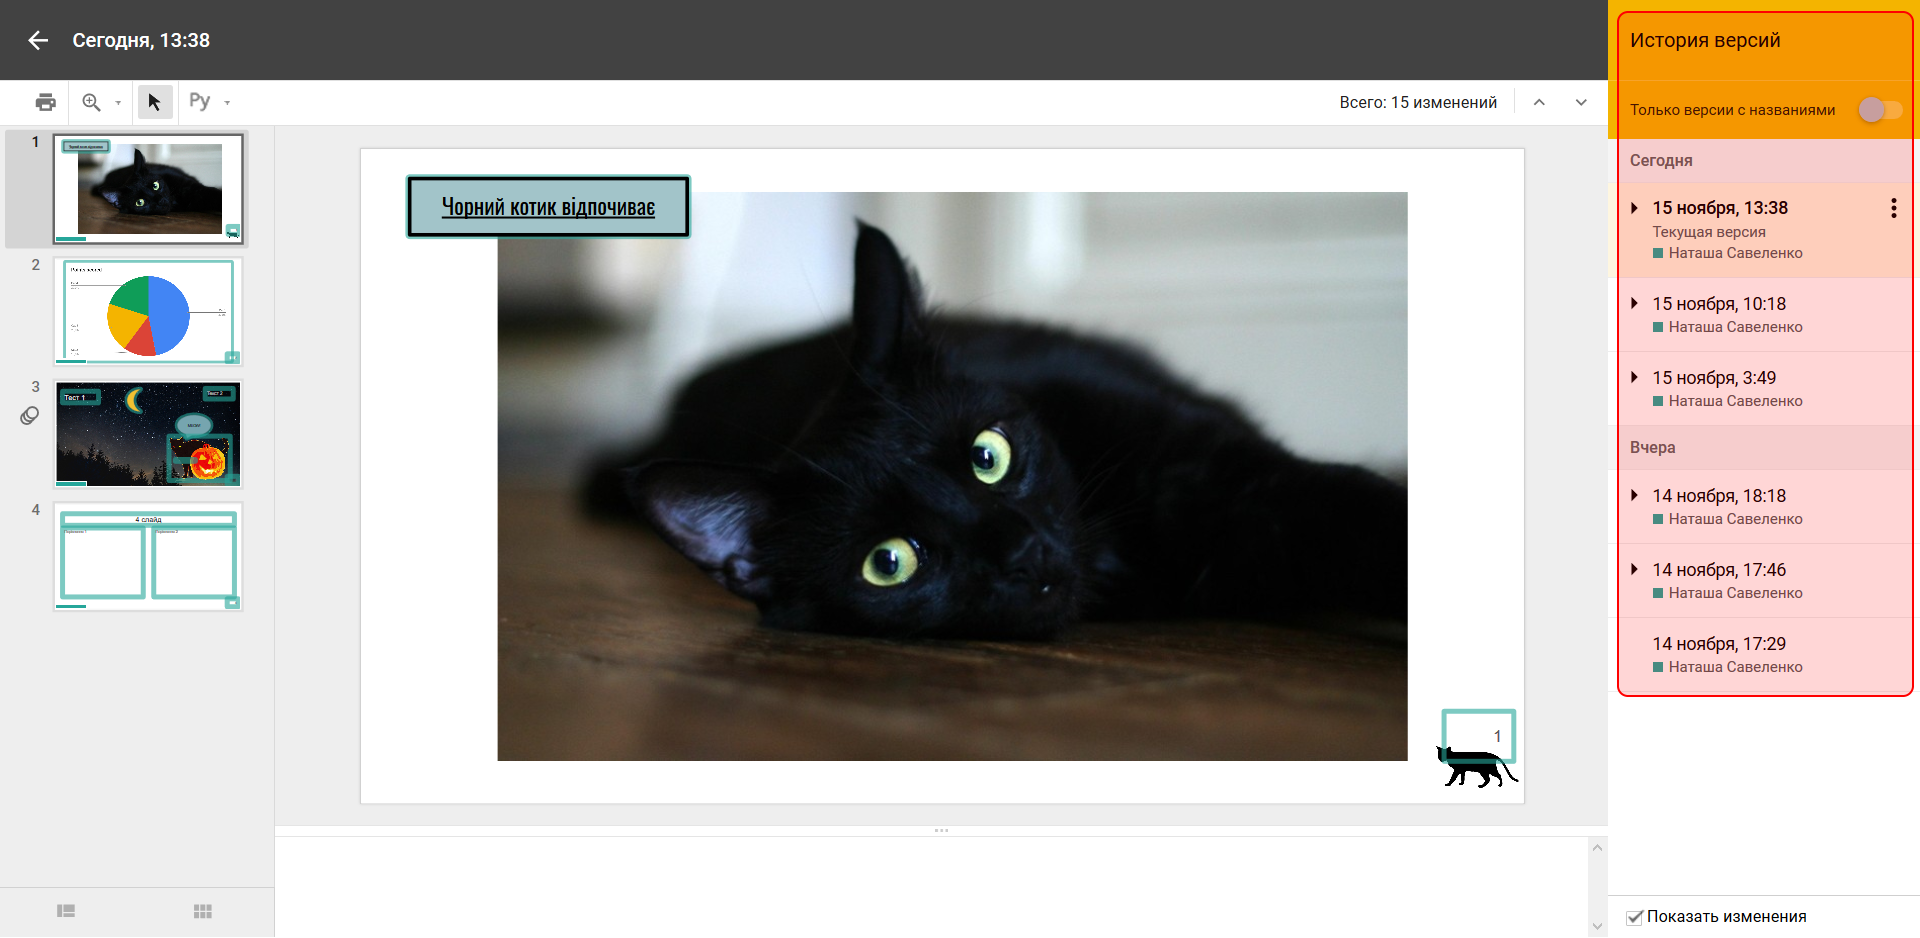 Сегодня, 13:38
Ру
Всего: 15 изменений
История версий
Только версии с названиями
Сегодня
15 ноября, 13:38
Текущая версия
Наташа Савеленко
15 ноября, 10:18
Наташа Савеленко
15 ноября, 3:49
Наташа Савеленко
Вчера
14 ноября, 18:18
Наташа Савеленко
14 ноября, 17:46
Наташа Савеленко
14 ноября, 17:29
Наташа Савеленко
Показать изменения
1
2
3
Тест 1
Тест 2
4
4 слайд
Чорний котик відпочиває
1